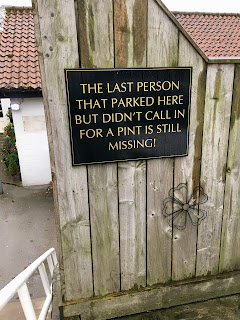 THE LAST PERSON
THAT PARKED HERE
BUT DIDN'T CALL IN
FOR A PINT IS STILL
MISSING!